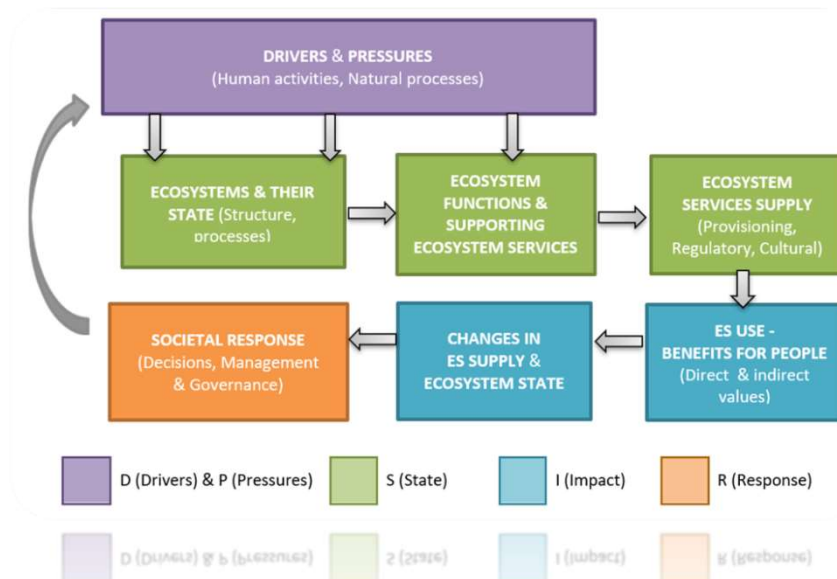 DRIVERS & PRESSURES
(Human activities, Natural processes)
ECOSYSTEMS & THEIR
STATE (Structure,
processes)
ECOSYSTEM
FUNCTIONS &
SUPPORTING
ECOSYSTEM SERVICES
ECOSYSTEM
SERVICES SUPPLY
(Provisioning,
Regulatory, Cultural)
SOCIETAL RESPONSE
(Decisions, Management
& Governance)
CHANGES IN
ES SUPPLY &
ECOSYSTEM STATE
ES USE -
BENEFITS FOR PEOPLE
(Direct & indirect
values)
D (Drivers) & P (Pressures)
S (State)
I (Impact)
R (Response)